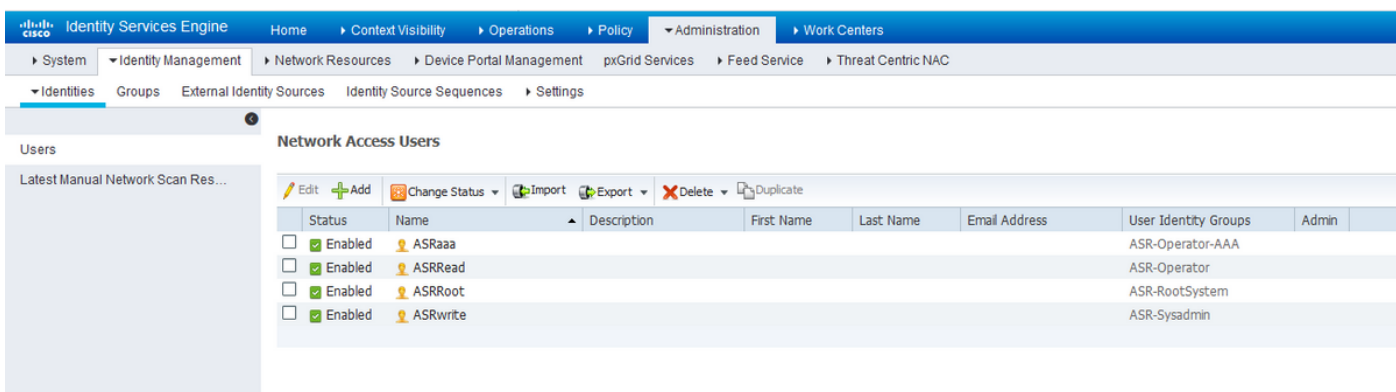 cisco Identity Services Engine Home Context Visibility Operations Policy Administration Work Centers
System Identity Management Network Resources Device Portal Management pxGrid Services Feed Service Threat Centric NAC
Identities Groups External Identity Sources Identity Source Sequences Settings
Users
Latest Manual Network Scan Res...
Network Access Users
Edit Add Change Status Import Export Delete Duplicate
Status Name Description First Name Last Name Email Address User Identity Groups Admin
Enabled ASRaaa ASR-Operator-AAA
Enabled ASRRead ASR-Operator
Enabled ASRRoot ASR-RootSystem
Enabled ASRwrite ASR-Sysadmin